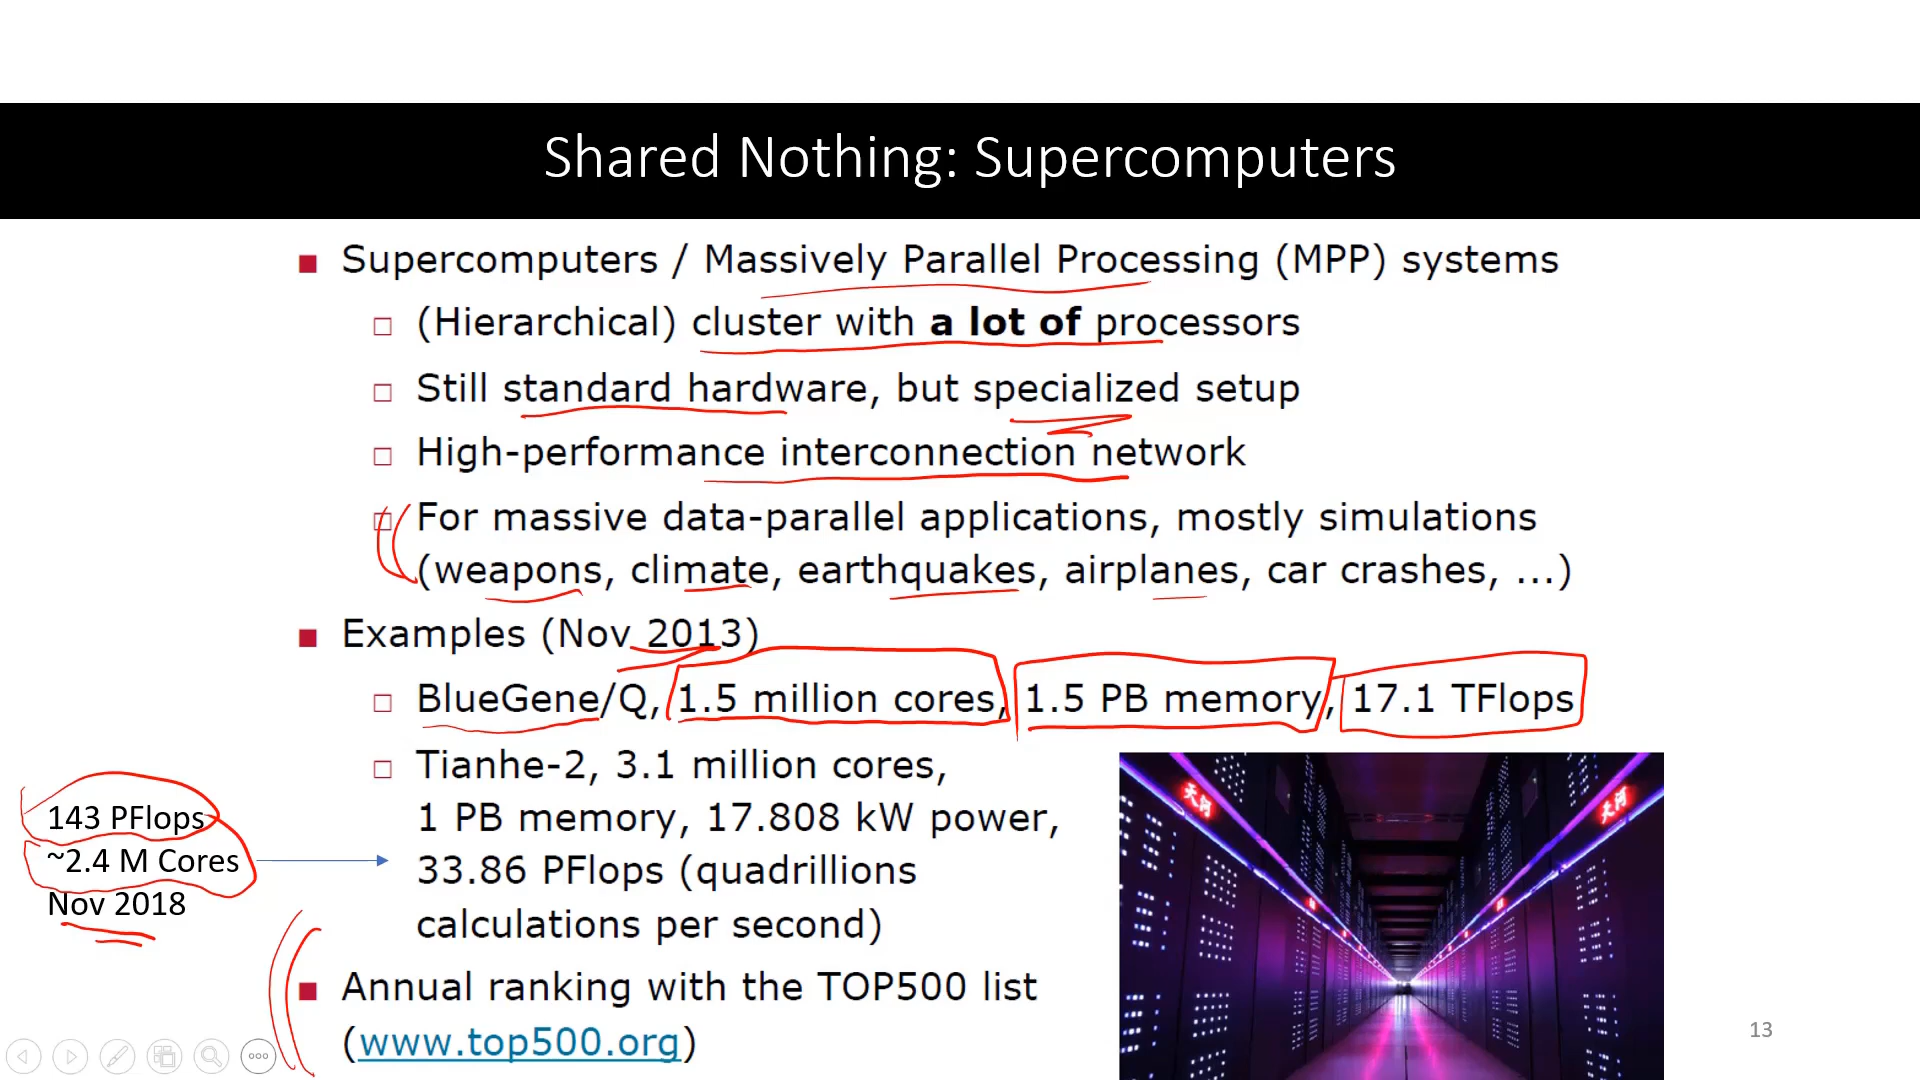 Shared Nothing: Supercomputers
Supercomputers / Massively Parallel Processing (MPP) systems
(Hierarchical) cluster with a lot of processors
Still standard hardware, but specialized setup
High-performance interconnection network
For massive data-parallel applications, mostly simulations
(weapons, climate, earthquakes, airplanes, car crashes, ...)
Examples (Nov 2013)
BlueGene/Q, 1.5 million cores, 1.5 PB memory, 17.1 TFlops
Tianhe-2, 3.1 million cores,
1 PB memory, 17.808 kW power,
33.86 PFlops (quadrillions
calculations per second)
143 PFlops
~2.4 M Cores
Nov 2018
Annual ranking with the TOP500 list
(www.top500.org)
天河
天河
13